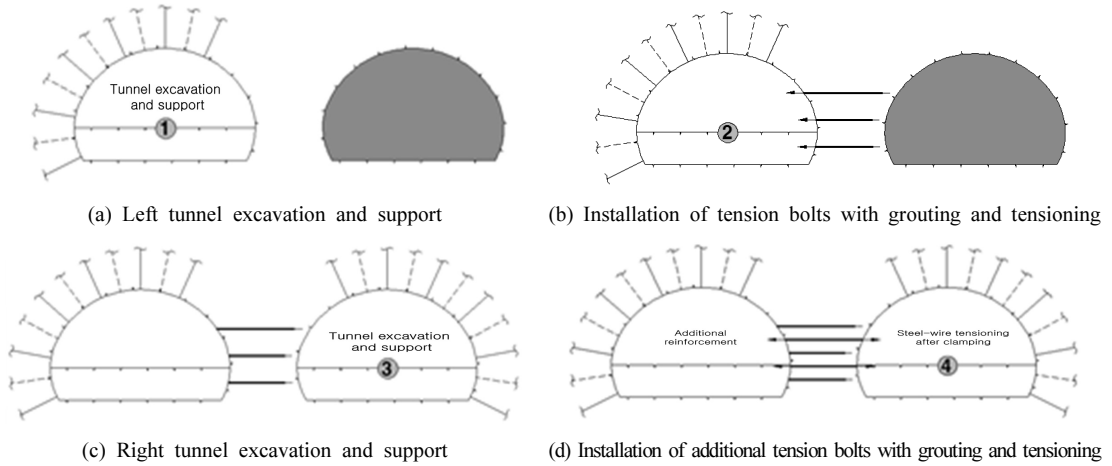 Tunnel excavation
and support
1
(a) Left tunnel excavation and support
2
(b) Installation of tension bolts with grouting and tensioning
Tunnel excavation
and support
3
(c) Right tunnel excavation and support
Additional
reinforcement
Steel-wire tensioning
after clamping
4
(d) Installation of additional tension bolts with grouting and tensioning